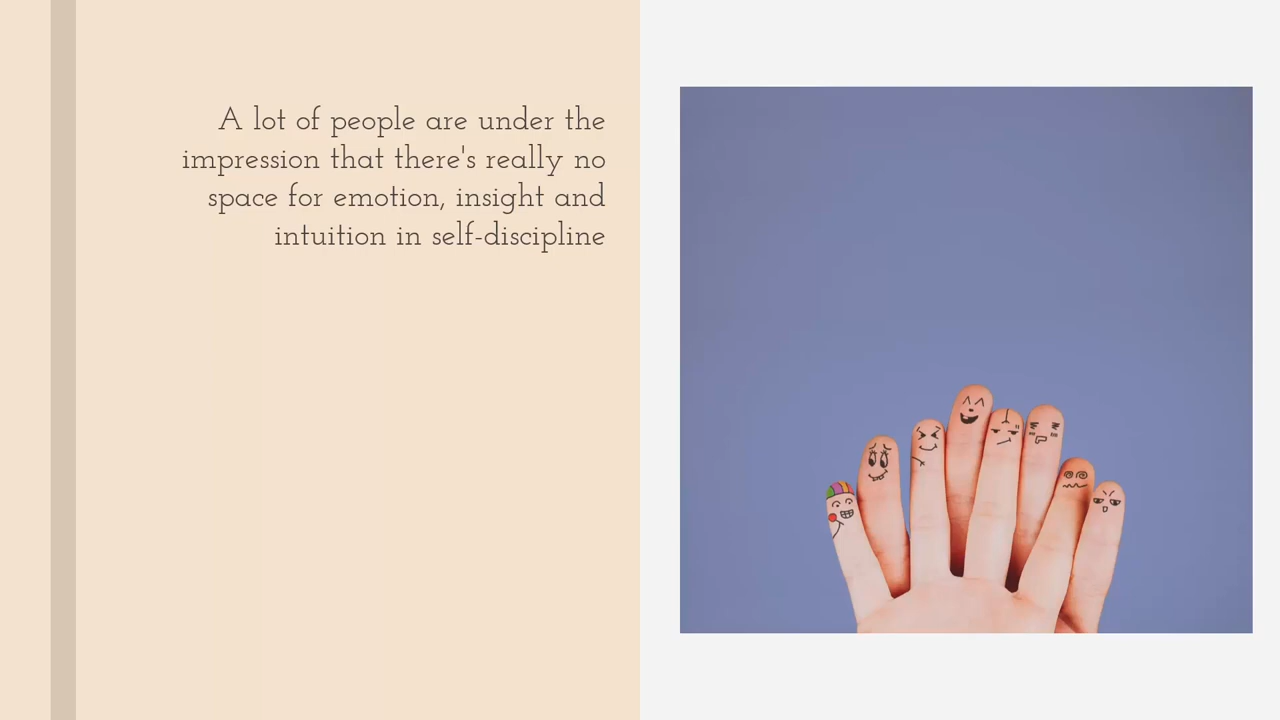 A lot of people are under the
impression that there's really no
space for emotion, insight and
intuition in self-discipline